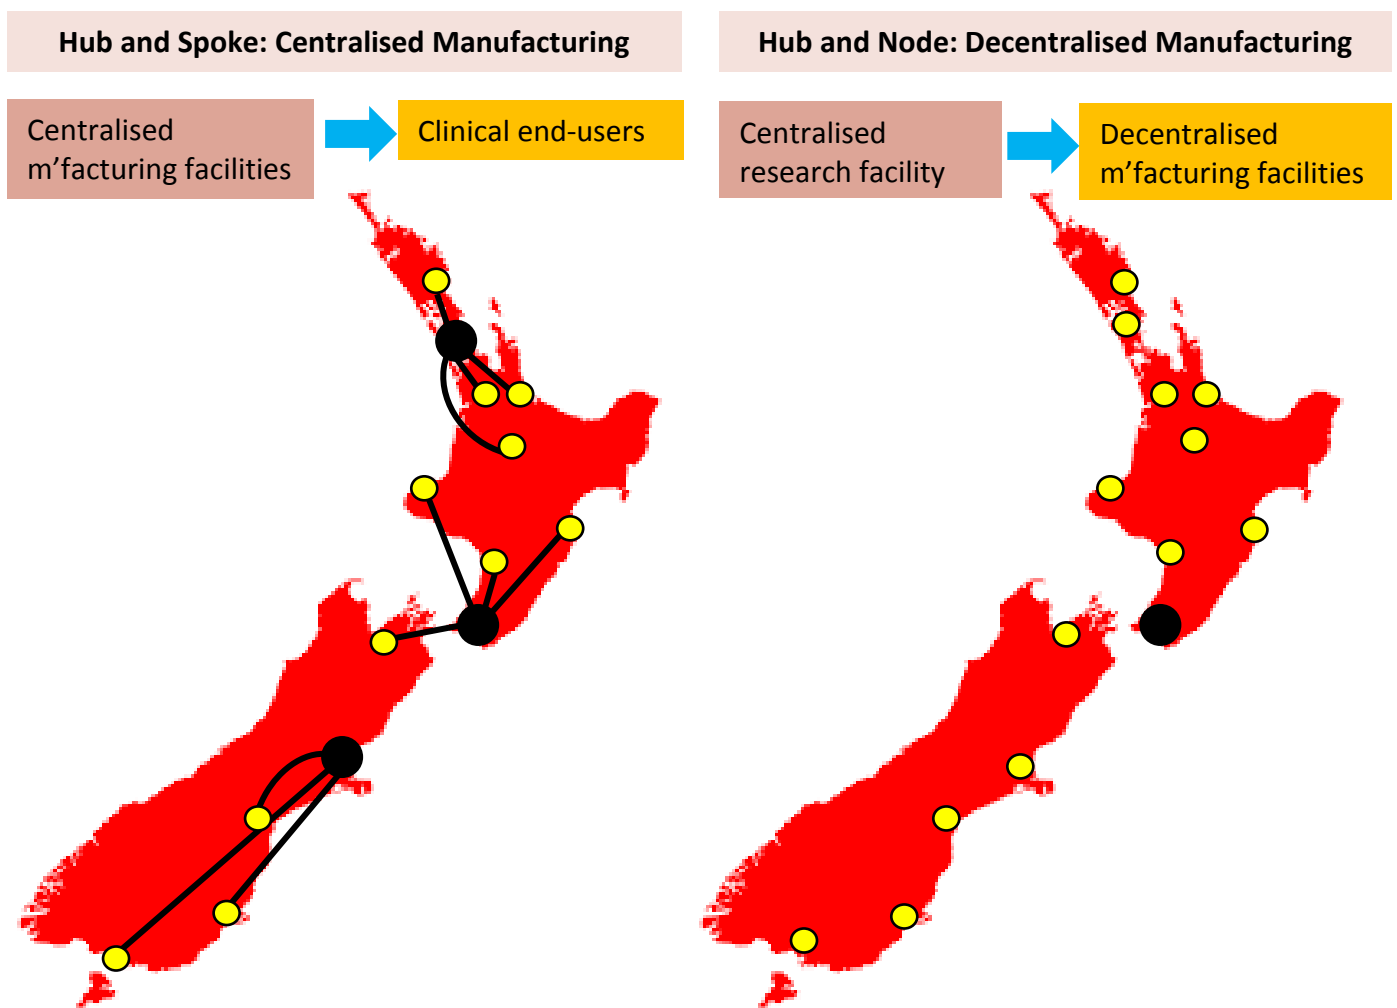 Hub and Spoke: Centralised Manufacturing
Centralised
m'facturing facilities
Clinical end-users
Hub and Node: Decentralised Manufacturing
Centralised
research facility
Decentralised
m'facturing facilities